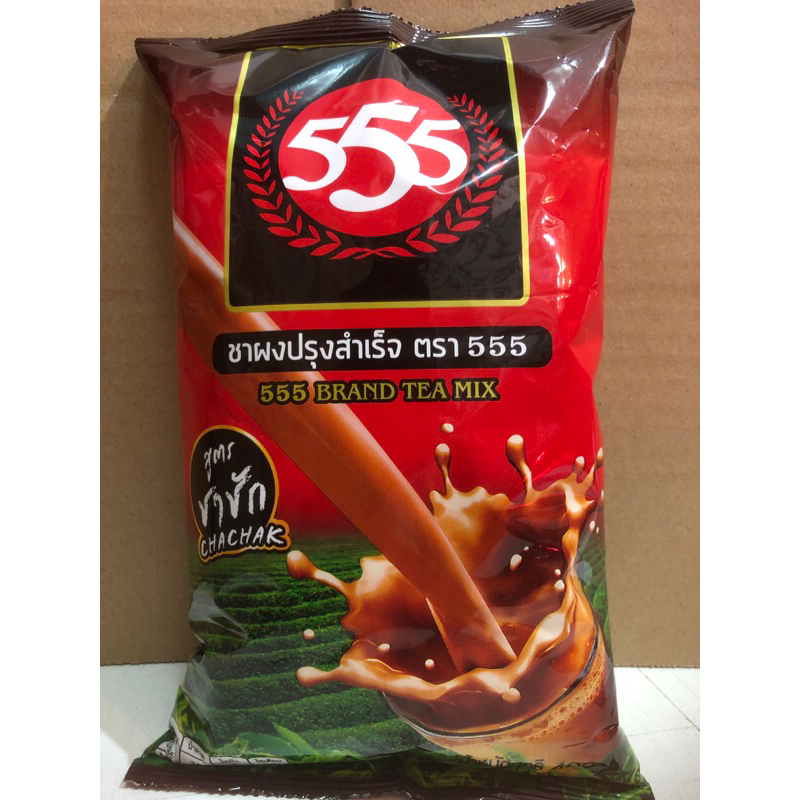 555
ชาผงปรุงสำเร็จ ตรา 555
555 BRAND TEA MIX
สูตร
ชาชัก
CHACHAK